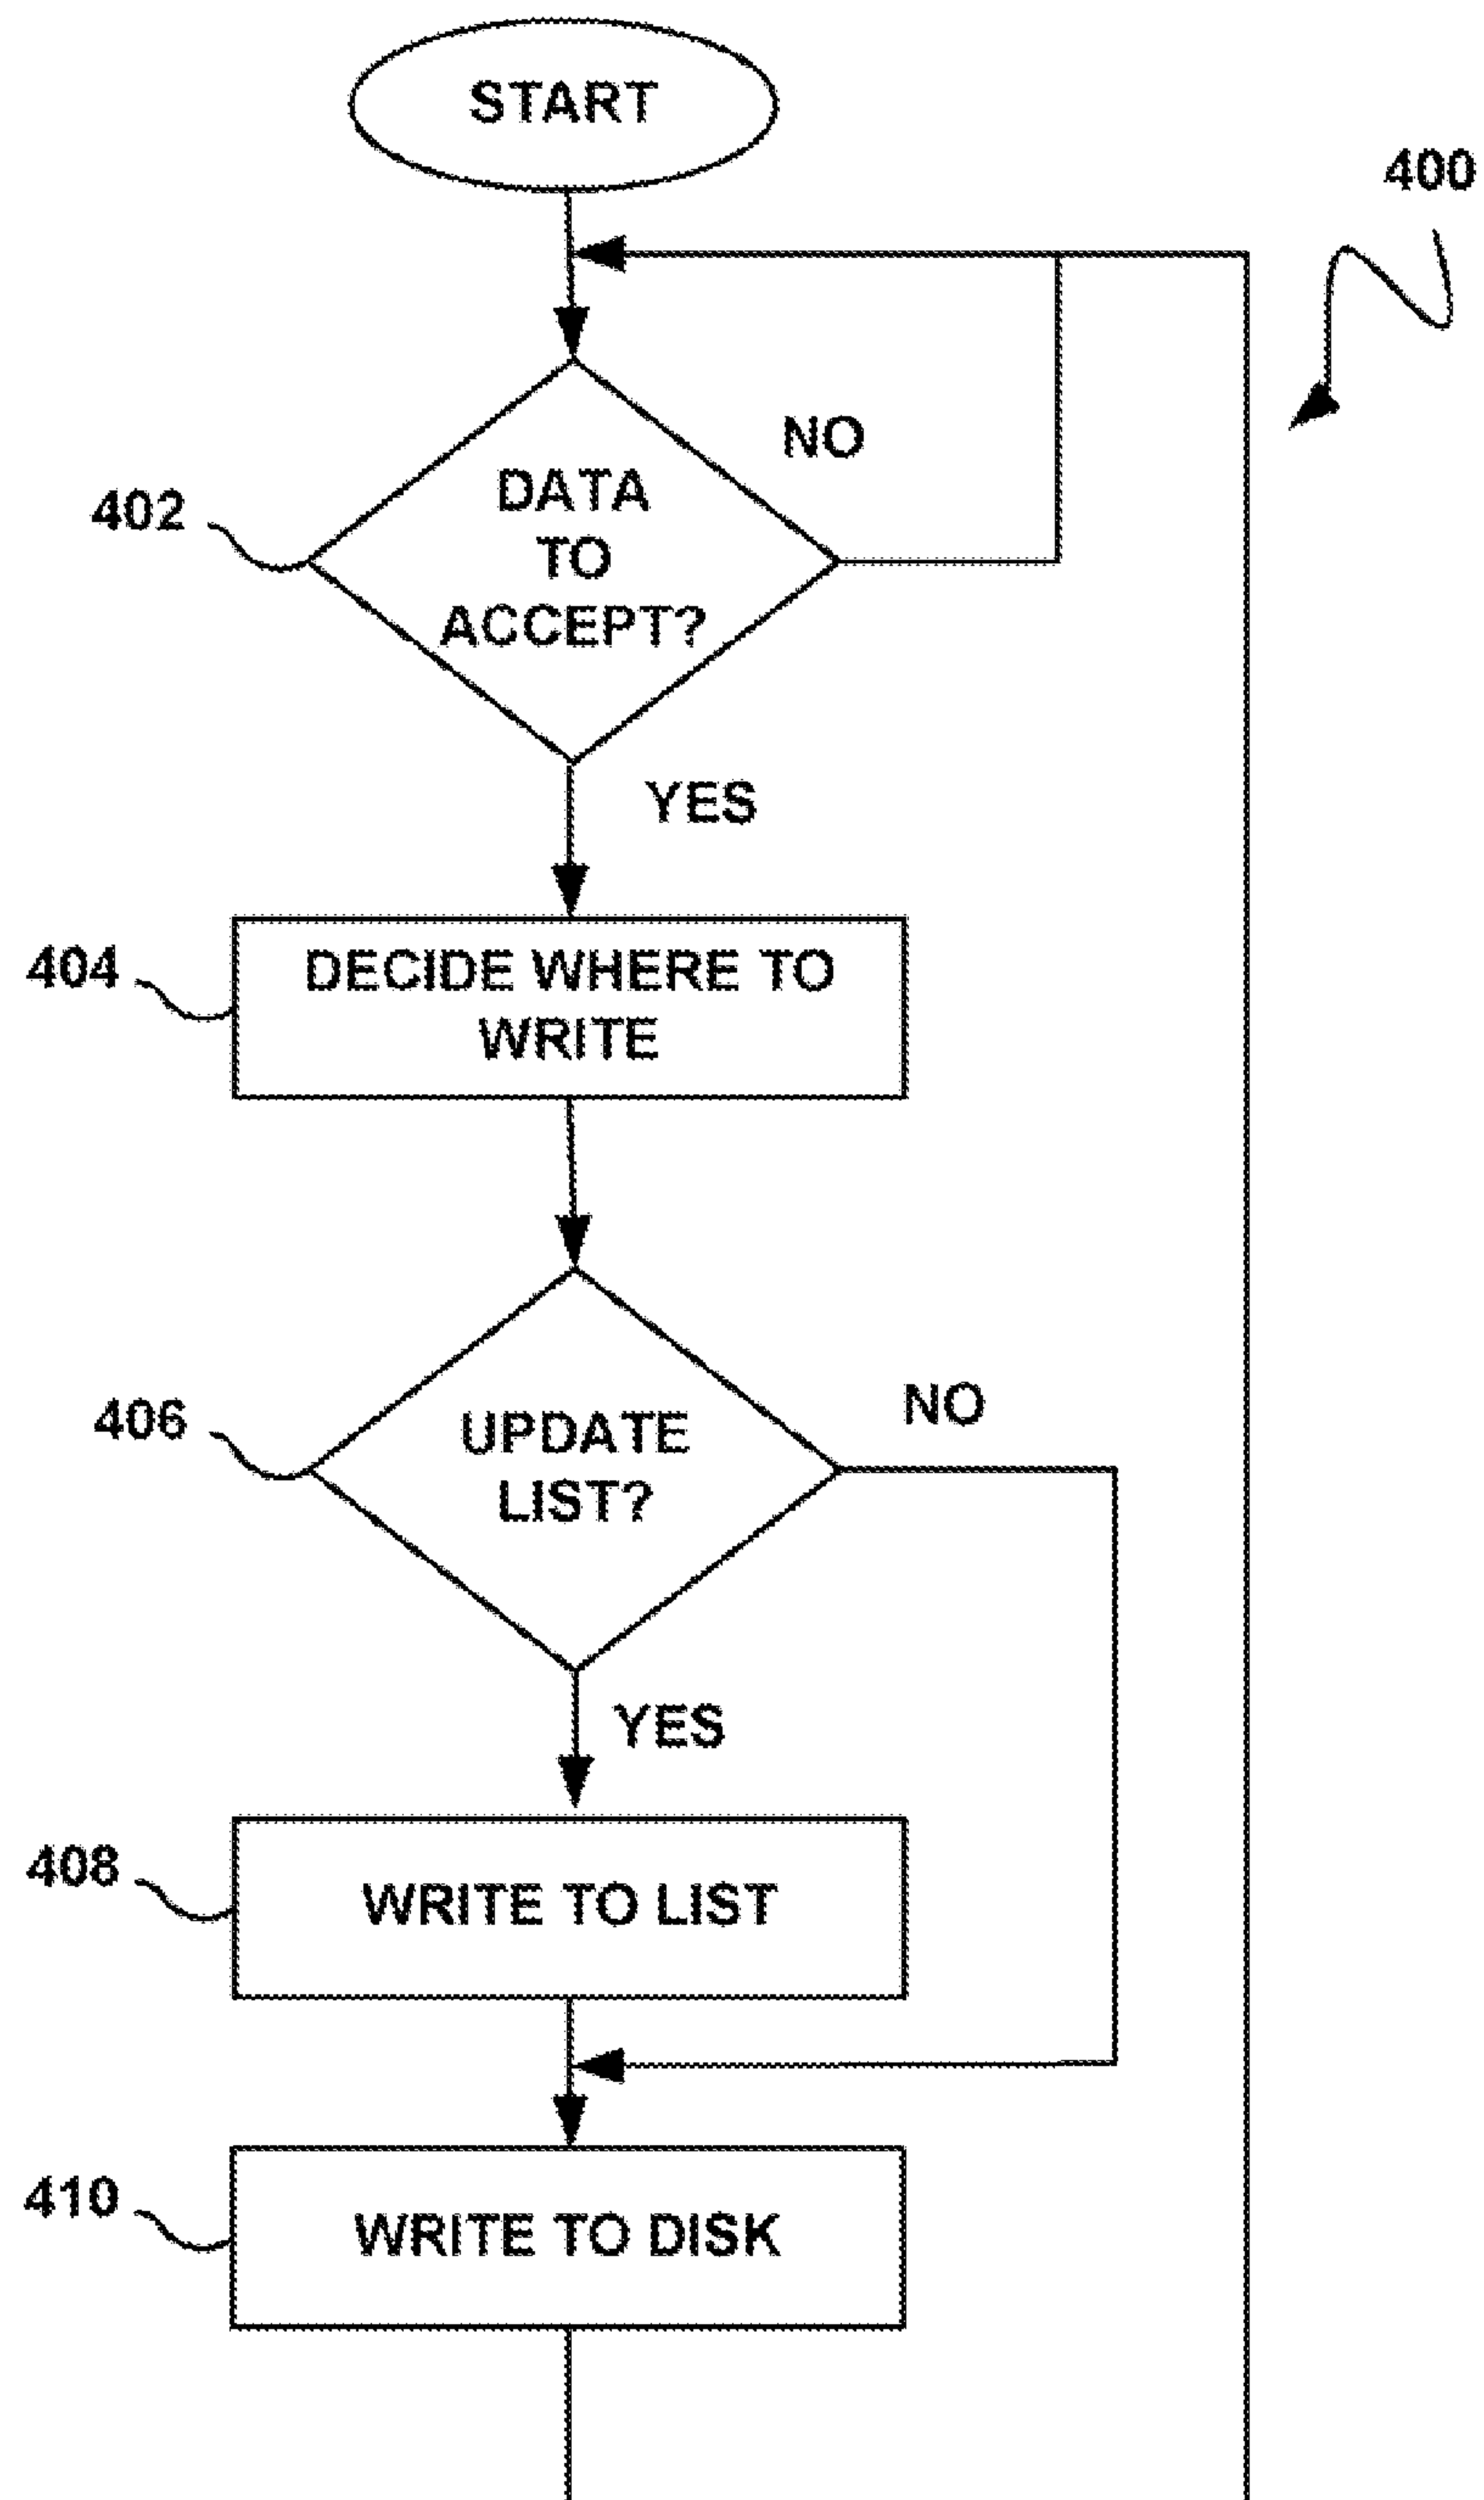 START
400
NO
402
DATA
TO
ACCEPT?
YES
404
DECIDE WHERE TO
WRITE
NO
406
UPDATE
LIST?
YES
408
WRITE TO LIST
410
WRITE TO DISK